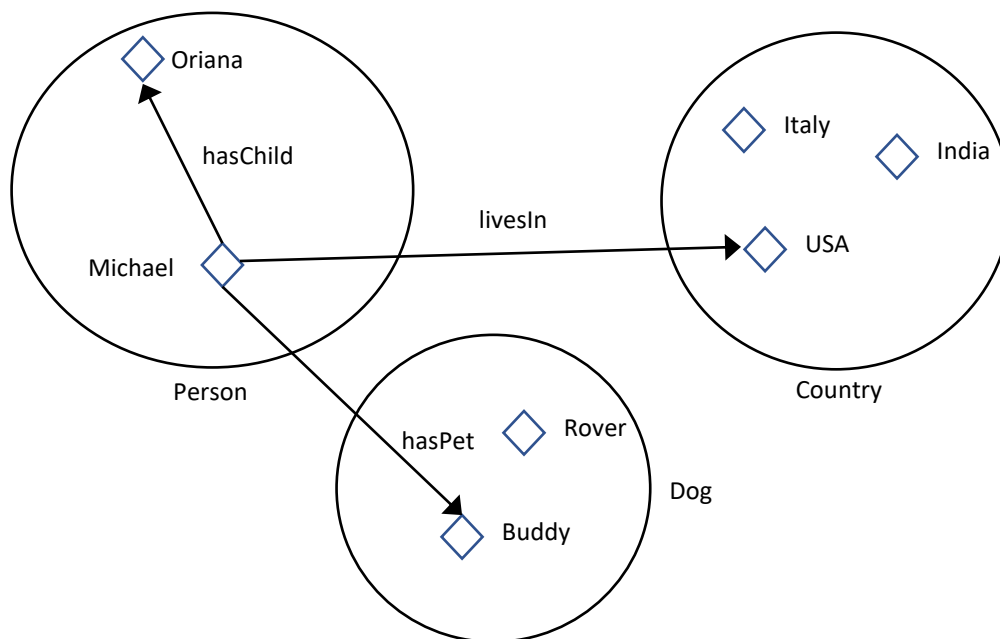 Oriana
Italy
India
hasChild
livesIn
USA
Michael
Person
Country
Rover
hasPet
Dog
Buddy